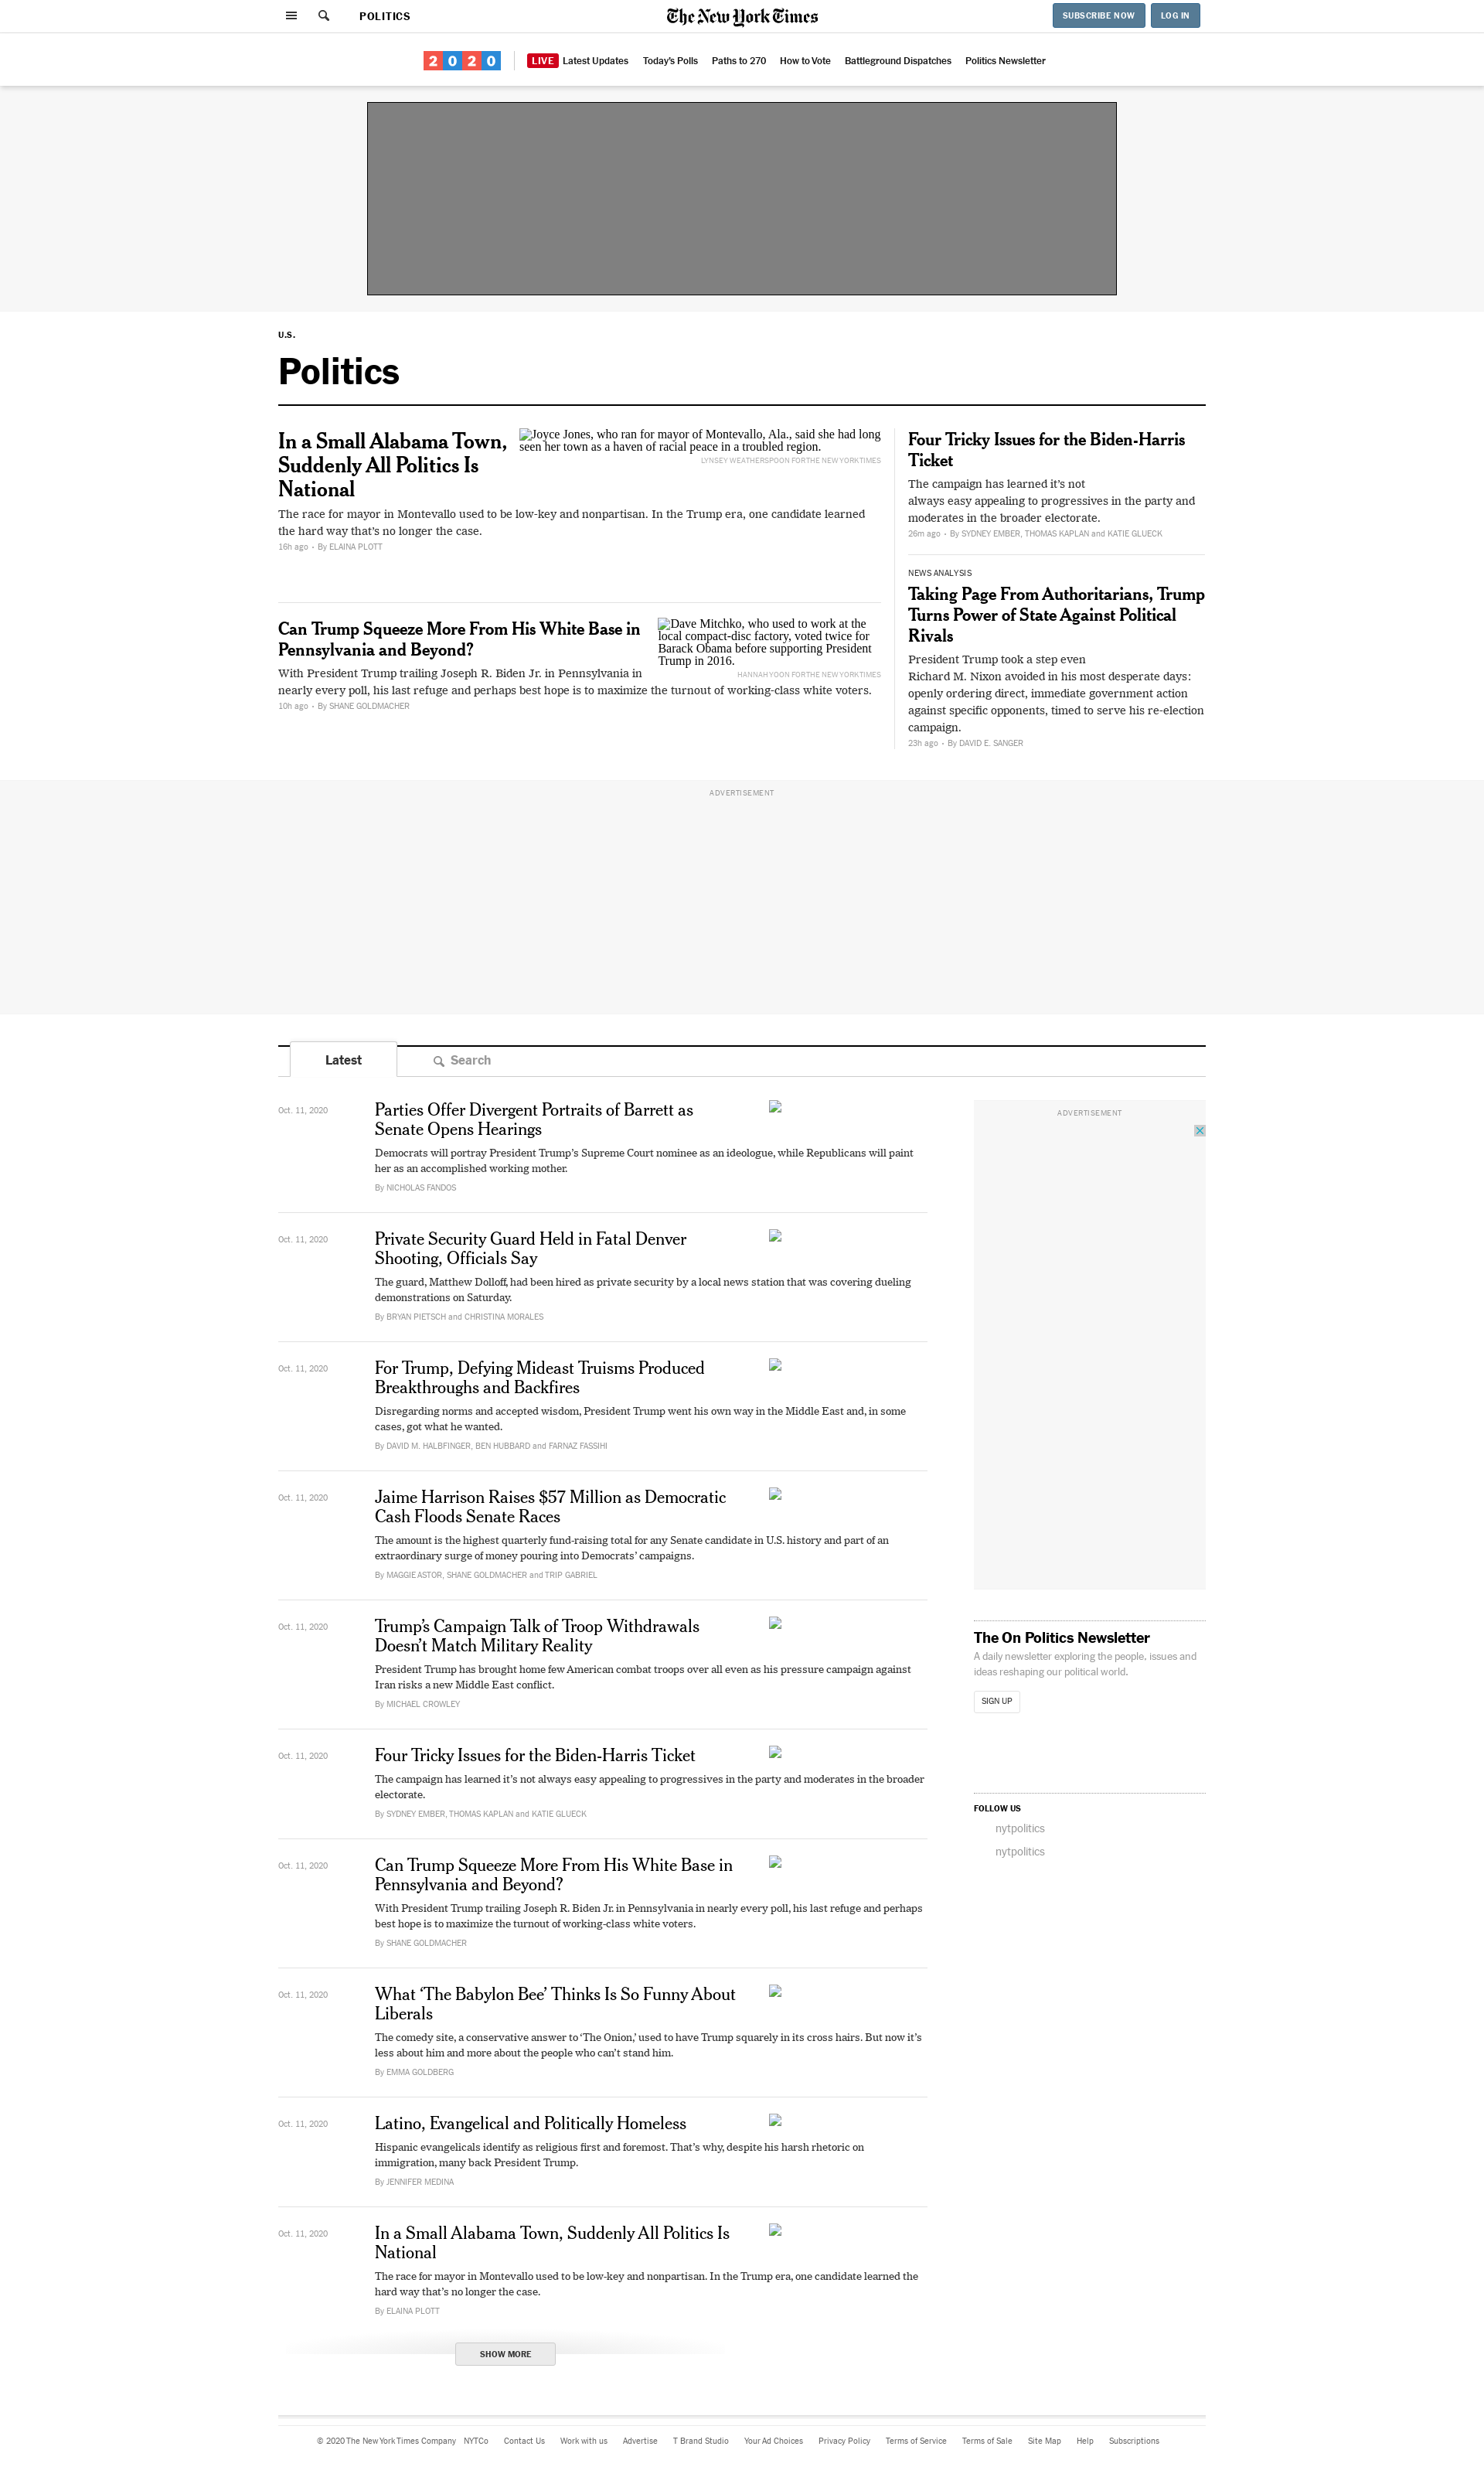 POLITICS
The New York Times
SUBSCRIBE NOW
LOG IN
2020
LIVE Latest Updates
Today's Polls
Paths to 270
How to Vote
Battleground Dispatches
Politics Newsletter
U.S.
Politics
In a Small Alabama Town,
Suddenly All Politics Is
National
Joyce Jones, who ran for mayor of Montevallo, Ala., said she had long
seen her town as a haven of racial peace in a troubled region.
LYNSEY WEATHERSPOON FOR THE NEW YORK TIMES
The race for mayor in Montevallo used to be low-key and nonpartisan. In the Trump era, one candidate learned
the hard way that’s no longer the case.
16h ago • By ELAINA PLOTT
Can Trump Squeeze More From His White Base in
Pennsylvania and Beyond?
Dave Mitchko, who used to work at the
local compact-disc factory, voted twice for
Barack Obama before supporting President
Trump in 2016.
HANNAH YOON FOR THE NEW YORK TIMES
With President Trump trailing Joseph R. Biden Jr. in Pennsylvania in
nearly every poll, his last refuge and perhaps best hope is to maximize the turnout of working-class white voters.
10h ago • By SHANE GOLDMACHER
Four Tricky Issues for the Biden-Harris
Ticket
The campaign has learned it’s not
always easy appealing to progressives in the party and
moderates in the broader electorate.
26m ago • By SYDNEY EMBER, THOMAS KAPLAN and KATIE GLUECK
NEWS ANALYSIS
Taking Page From Authoritarians, Trump
Turns Power of State Against Political
Rivals
President Trump took a step even
Richard M. Nixon avoided in his most desperate days:
openly ordering direct, immediate government action
against specific opponents, timed to serve his re-election
campaign.
23h ago • By DAVID E. SANGER
ADVERTISEMENT
Latest
Search
Oct. 11, 2020
Parties Offer Divergent Portraits of Barrett as
Senate Opens Hearings
Democrats will portray President Trump’s Supreme Court nominee as an ideologue, while Republicans will paint
her as an accomplished working mother.
By NICHOLAS FANDOS
Oct. 11, 2020
Private Security Guard Held in Fatal Denver
Shooting, Officials Say
The guard, Matthew Dolloff, had been hired as private security by a local news station that was covering dueling
demonstrations on Saturday.
By BRYAN PIETSCH and CHRISTINA MORALES
Oct. 11, 2020
For Trump, Defying Mideast Truisms Produced
Breakthroughs and Backfires
Disregarding norms and accepted wisdom, President Trump went his own way in the Middle East and, in some
cases, got what he wanted.
By DAVID M. HALBFINGER, BEN HUBBARD and FARNAZ FASSIHI
Oct. 11, 2020
Jaime Harrison Raises $57 Million as Democratic
Cash Floods Senate Races
The amount is the highest quarterly fund-raising total for any Senate candidate in U.S. history and part of an
extraordinary surge of money pouring into Democrats’ campaigns.
By MAGGIE ASTOR, SHANE GOLDMACHER and TRIP GABRIEL
Oct. 11, 2020
Trump’s Campaign Talk of Troop Withdrawals
Doesn’t Match Military Reality
President Trump has brought home few American combat troops over all even as his pressure campaign against
Iran risks a new Middle East conflict.
By MICHAEL CROWLEY
Oct. 11, 2020
Four Tricky Issues for the Biden-Harris Ticket
The campaign has learned it’s not always easy appealing to progressives in the party and moderates in the broader
electorate.
By SYDNEY EMBER, THOMAS KAPLAN and KATIE GLUECK
Oct. 11, 2020
Can Trump Squeeze More From His White Base in
Pennsylvania and Beyond?
With President Trump trailing Joseph R. Biden Jr. in Pennsylvania in nearly every poll, his last refuge and perhaps
best hope is to maximize the turnout of working-class white voters.
By SHANE GOLDMACHER
Oct. 11, 2020
What ‘The Babylon Bee’ Thinks Is So Funny About
Liberals
The comedy site, a conservative answer to ‘The Onion,’ used to have Trump squarely in its cross hairs. But now it’s
less about him and more about the people who can’t stand him.
By EMMA GOLDBERG
Oct. 11, 2020
Latino, Evangelical and Politically Homeless
Hispanic evangelicals identify as religious first and foremost. That’s why, despite his harsh rhetoric on
immigration, many back President Trump.
By JENNIFER MEDINA
Oct. 11, 2020
In a Small Alabama Town, Suddenly All Politics Is
National
The race for mayor in Montevallo used to be low-key and nonpartisan. In the Trump era, one candidate learned the
hard way that’s no longer the case.
By ELAINA PLOTT
SHOW MORE
ADVERTISEMENT
The On Politics Newsletter
A daily newsletter exploring the people, issues and
ideas reshaping our political world.
SIGN UP
FOLLOW US
nytpolitics
nytpolitics
© 2020 The New York Times Company
NYTCo
Contact Us
Work with us
Advertise
T Brand Studio
Your Ad Choices
Privacy Policy
Terms of Service
Terms of Sale
Site Map
Help
Subscriptions